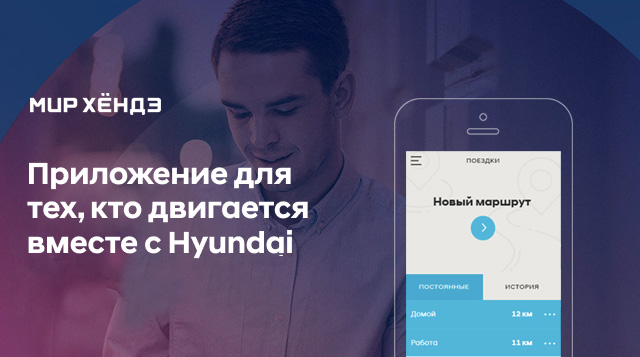 МИР ХЁНДЭ
Приложение для
тех, кто двигается
вместе с Hyundai
ПОЕЗДКИ
Новый маршрут
ПОСТОЯННЫЕ
ИСТОРИЯ
Домой 12 км
Работа 11 км